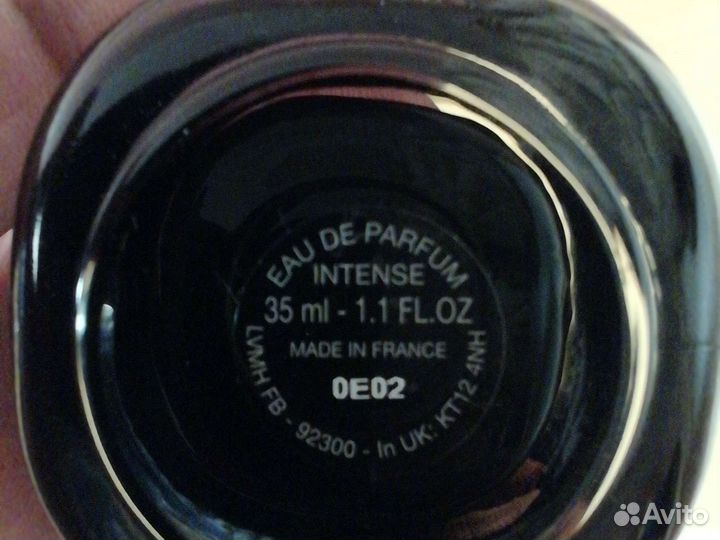 EAU DE PARFUM
INTENSE
35 ml - 1.1 FL.OZ
MADE IN FRANCE
0E02
LVMH FB - 92300 - In UK: KT12 4NH
Avito